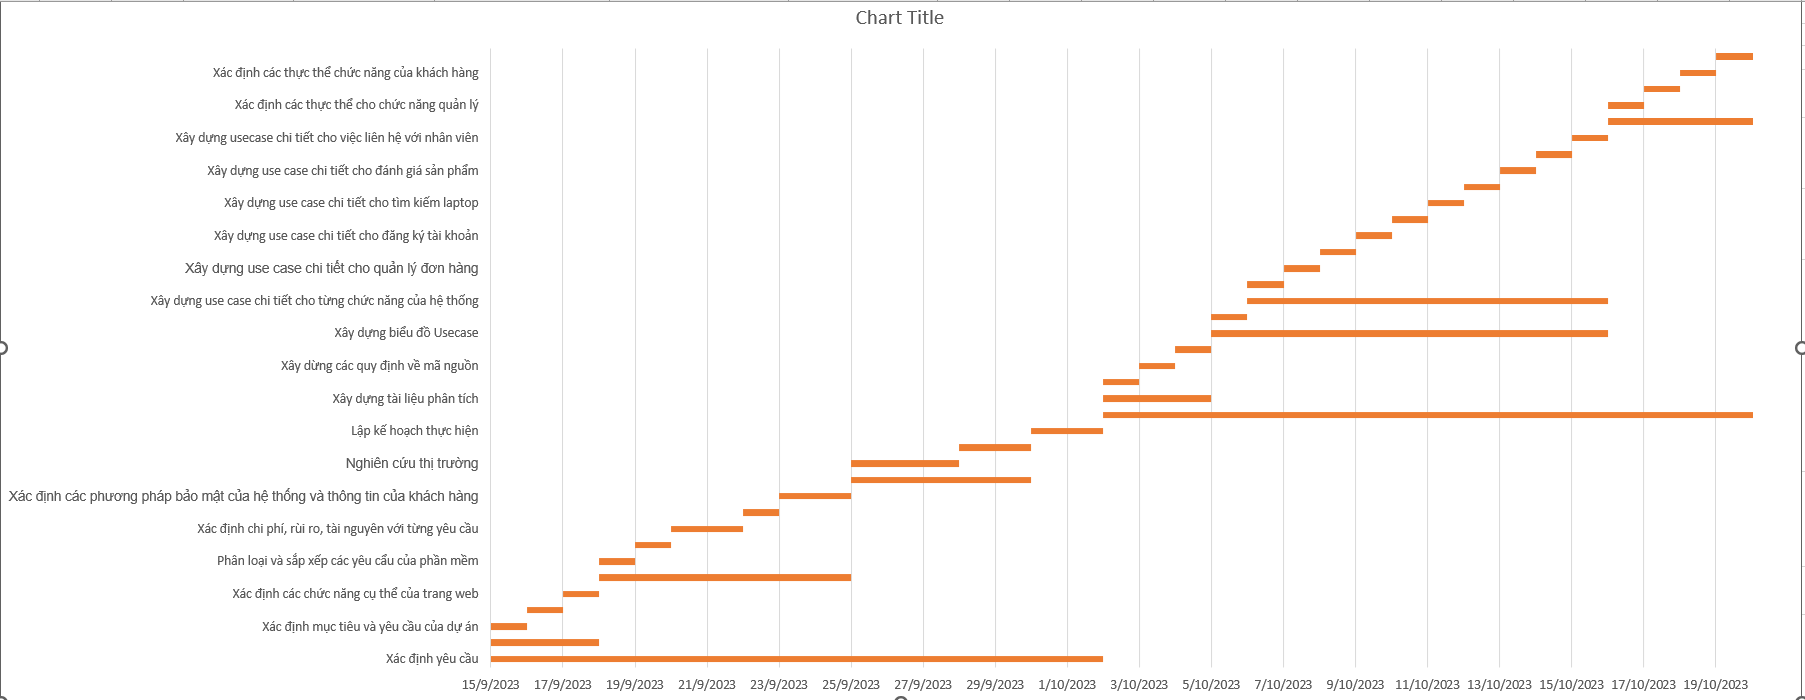 Chart Title
Xác định các thực thể chức năng của khách hàng
Xác định các thực thể cho chức năng quản lý
Xây dựng usecase chi tiết cho việc liên hệ với nhân viên
Xây dựng use case chi tiết cho đánh giá sản phẩm
Xây dựng use case chi tiết cho tìm kiếm laptop
Xây dựng use case chi tiết cho đăng ký tài khoản
Xây dựng use case chi tiết cho quản lý đơn hàng
Xây dựng use case chi tiết cho từng chức năng của hệ thống
Xây dựng biểu đồ Usecase
Xây dừng các quy định về mã nguồn
Xây dựng tài liệu phân tích
Lập kế hoạch thực hiện
Nghiên cứu thị trường
Xác định các phương pháp bảo mật của hệ thống và thông tin của khách hàng
Xác định chi phí, rủi ro, tài nguyên với từng yêu cầu
Phân loại và sắp xếp các yêu cẩu của phần mềm
Xác định các chức năng cụ thể của trang web
Xác định mục tiêu và yêu cầu của dự án
Xác định yêu cầu
15/9/2023 17/9/2023 19/9/2023 21/9/2023 23/9/2023 25/9/2023 27/9/2023 29/9/2023 1/10/2023 3/10/2023 5/10/2023 7/10/2023 9/10/2023 11/10/2023 13/10/2023 15/10/2023 17/10/2023 19/10/2023